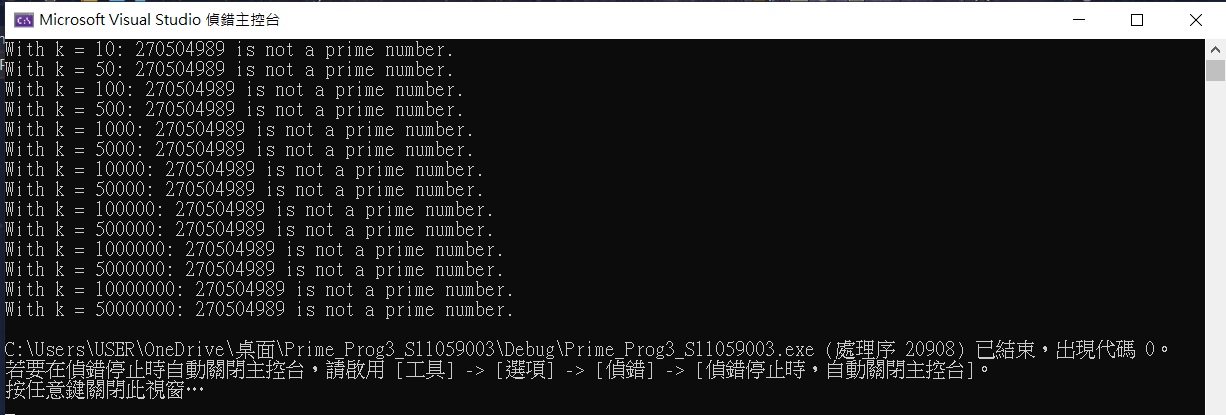 Microsoft Visual Studio 偵錯主控台
With k = 10: 270504989 is not a prime number.
With k = 50: 270504989 is not a prime number.
With k = 100: 270504989 is not a prime number.
With k = 500: 270504989 is not a prime number.
With k = 1000: 270504989 is not a prime number.
With k = 5000: 270504989 is not a prime number.
With k = 10000: 270504989 is not a prime number.
With k = 50000: 270504989 is not a prime number.
With k = 100000: 270504989 is not a prime number.
With k = 500000: 270504989 is not a prime number.
With k = 1000000: 270504989 is not a prime number.
With k = 5000000: 270504989 is not a prime number.
With k = 10000000: 270504989 is not a prime number.
With k = 50000000: 270504989 is not a prime number.
C:\Users\USER\OneDrive\桌面\Prime_Prog3_S11059003\Debug\Prime_Prog3_S11059003.exe (處理序 20908) 已結束，出現代碼 0。
若要在偵錯停止時自動關閉主控台，請啟用 [工具] -> [選項] -> [偵錯] -> [偵錯停止時，自動關閉主控台]。
按任意鍵關閉此視窗…